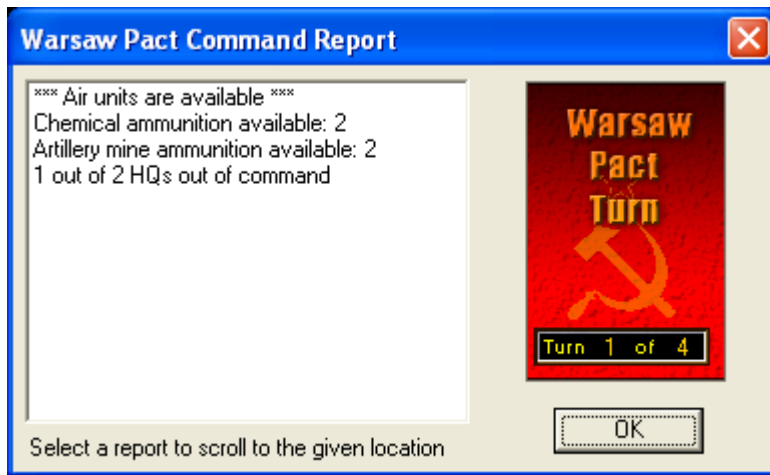 Warsaw Pact Command Report
*** Air units are available ***
Chemical ammunition available: 2
Artillery mine ammunition available: 2
1 out of 2 HQs out of command
Warsaw
Pact
Turn
Turn 1 of 4
OK
Select a report to scroll to the given location